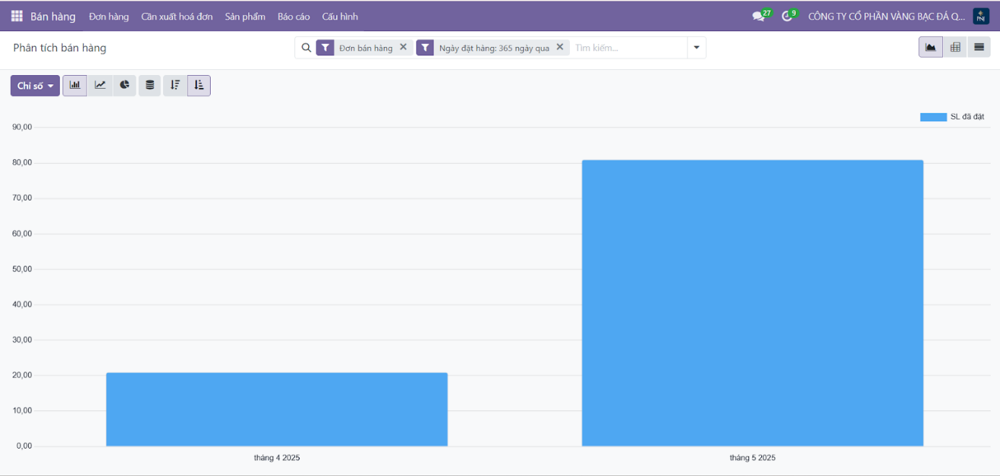 Bán hàng Đơn hàng Cần xuất hoá đơn Sản phẩm Báo cáo Cấu hình 27 9 CÔNG TY CỔ PHẦN VÀNG BẠC ĐÁ Q... PNJ
Phân tích bán hàng Đơn bán hàng Ngày đặt hàng: 365 ngày qua Tìm kiếm...
Chỉ số
SL đã đặt
90,00
80,00
70,00
60,00
50,00
40,00
30,00
20,00
10,00
0,00
tháng 4 2025 tháng 5 2025